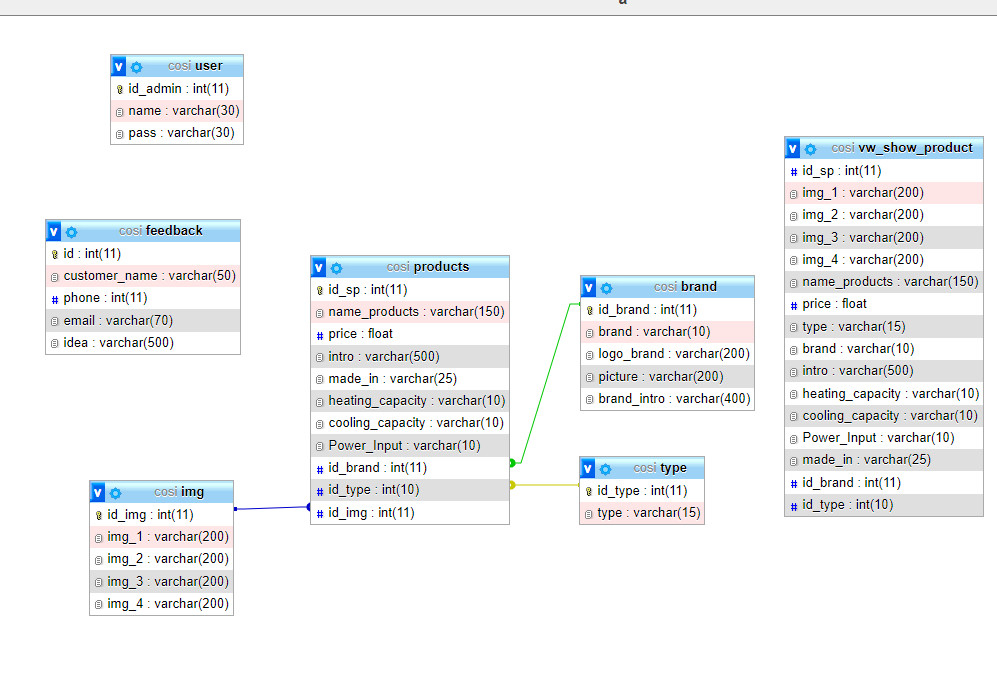 cosi user
id_admin : int(11)
name : varchar(30)
pass : varchar(30)
cosi feedback
id : int(11)
customer_name : varchar(50)
phone : int(11)
email : varchar(70)
idea : varchar(500)
cosi img
id_img : int(11)
img_1 : varchar(200)
img_2 : varchar(200)
img_3 : varchar(200)
img_4 : varchar(200)
cosi products
id_sp : int(11)
name_products : varchar(150)
price : float
intro : varchar(500)
made_in : varchar(25)
heating_capacity : varchar(10)
cooling_capacity : varchar(10)
Power_Input : varchar(10)
id_brand : int(11)
id_type : int(10)
id_img : int(11)
cosi brand
id_brand : int(11)
brand : varchar(10)
logo_brand : varchar(200)
picture : varchar(200)
brand_intro : varchar(400)
cosi type
id_type : int(11)
type : varchar(15)
cosi vw_show_product
id_sp : int(11)
img_1 : varchar(200)
img_2 : varchar(200)
img_3 : varchar(200)
img_4 : varchar(200)
name_products : varchar(150)
price : float
type : varchar(15)
brand : varchar(10)
intro : varchar(500)
heating_capacity : varchar(10)
cooling_capacity : varchar(10)
Power_Input : varchar(10)
made_in : varchar(25)
id_brand : int(11)
id_type : int(10)